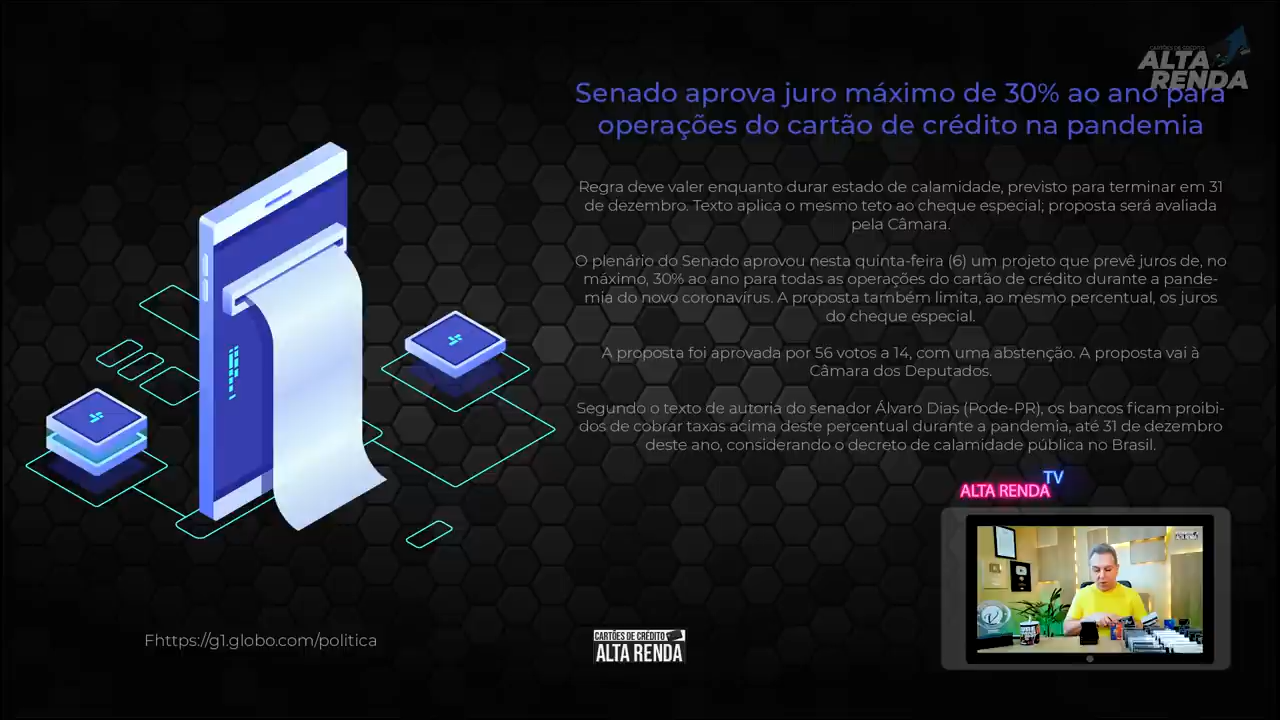 CARTÕES DE CRÉDITO
ALTA
RENDA
Senado aprova juro máximo de 30% ao ano para
operações do cartão de crédito na pandemia
Regra deve valer enquanto durar estado de calamidade, previsto para terminar em 31
de dezembro. Texto aplica o mesmo teto ao cheque especial; proposta será avaliada
pela Câmara.
O plenário do Senado aprovou nesta quinta-feira (6) um projeto que prevê juros de, no
máximo, 30% ao ano para todas as operações do cartão de crédito durante a pande-
mia do novo coronavírus. A proposta também limita, ao mesmo percentual, os juros
do cheque especial.
A proposta foi aprovada por 56 votos a 14, com uma abstenção. A proposta vai à
Câmara dos Deputados.
Segundo o texto de autoria do senador Álvaro Dias (Pode-PR), os bancos ficam proibi-
dos de cobrar taxas acima deste percentual durante a pandemia, até 31 de dezembro
deste ano, considerando o decreto de calamidade pública no Brasil.
TV
ALTA RENDA
ALTA RENDA
Fhttps://g1.globo.com/politica
CARTÕES DE CRÉDITO
ALTA RENDA